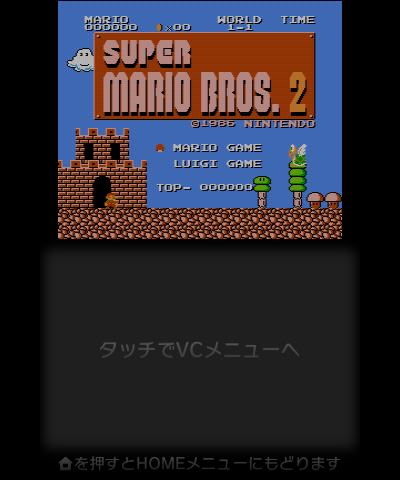 MARIO WORLD TIME
000000 ×00 1-1
SUPER
MARIO BROS. 2
©1986 NINTENDO
MARIO GAME
LUIGI GAME
TOP- 000000
タッチでVCメニューへ
を押すとHOMEメニューにもどります